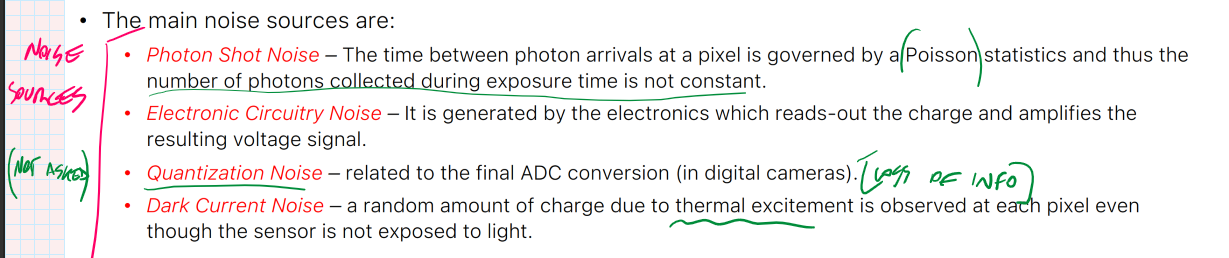 • The main noise sources are:
NOISE
SOURCES
(NOT ASKED)
• Photon Shot Noise – The time between photon arrivals at a pixel is governed by a (Poisson) statistics and thus the
number of photons collected during exposure time is not constant.
• Electronic Circuitry Noise – It is generated by the electronics which reads-out the charge and amplifies the
resulting voltage signal.
• Quantization Noise – related to the final ADC conversion (in digital cameras). [LOSS OF INFO]
• Dark Current Noise – a random amount of charge due to thermal excitement is observed at each pixel even
though the sensor is not exposed to light.